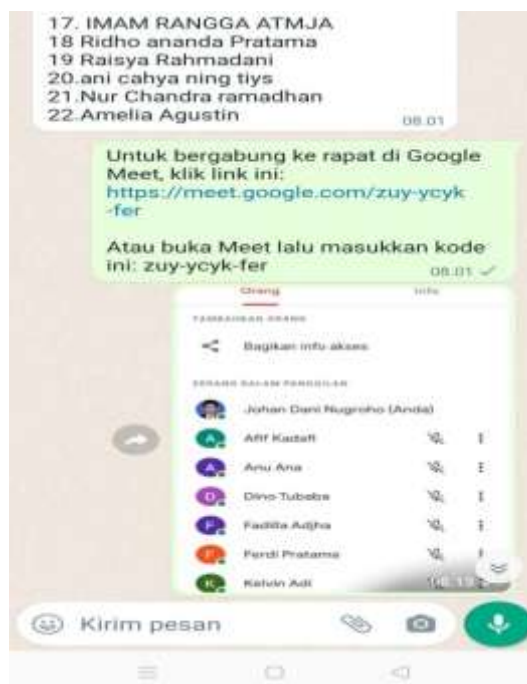 17. IMAM RANGGA ATMJA
18 Ridho ananda Pratama
19 Raisya Rahmadani
20.ani cahya ning tiys
21.Nur Chandra ramadhan
22.Amelia Agustin
08.01
Untuk bergabung ke rapat di Google
Meet, klik link ini:
https://meet.google.com/zuy-ycyk
-fer
Atau buka Meet lalu masukkan kode
ini: zuy-ycyk-fer
08.01
Orang Info
TAMBAHKAN ORANG
Bagikan info akses
SEDANG DALAM PANGGILAN
Johan Dani Nugroho (Anda)
A Afif Kadafi
A Anu Ana
D Dino Tubaba
F Fadilla Adjha
F Ferdi Pratama
K Kelvin Adi
Kirim pesan